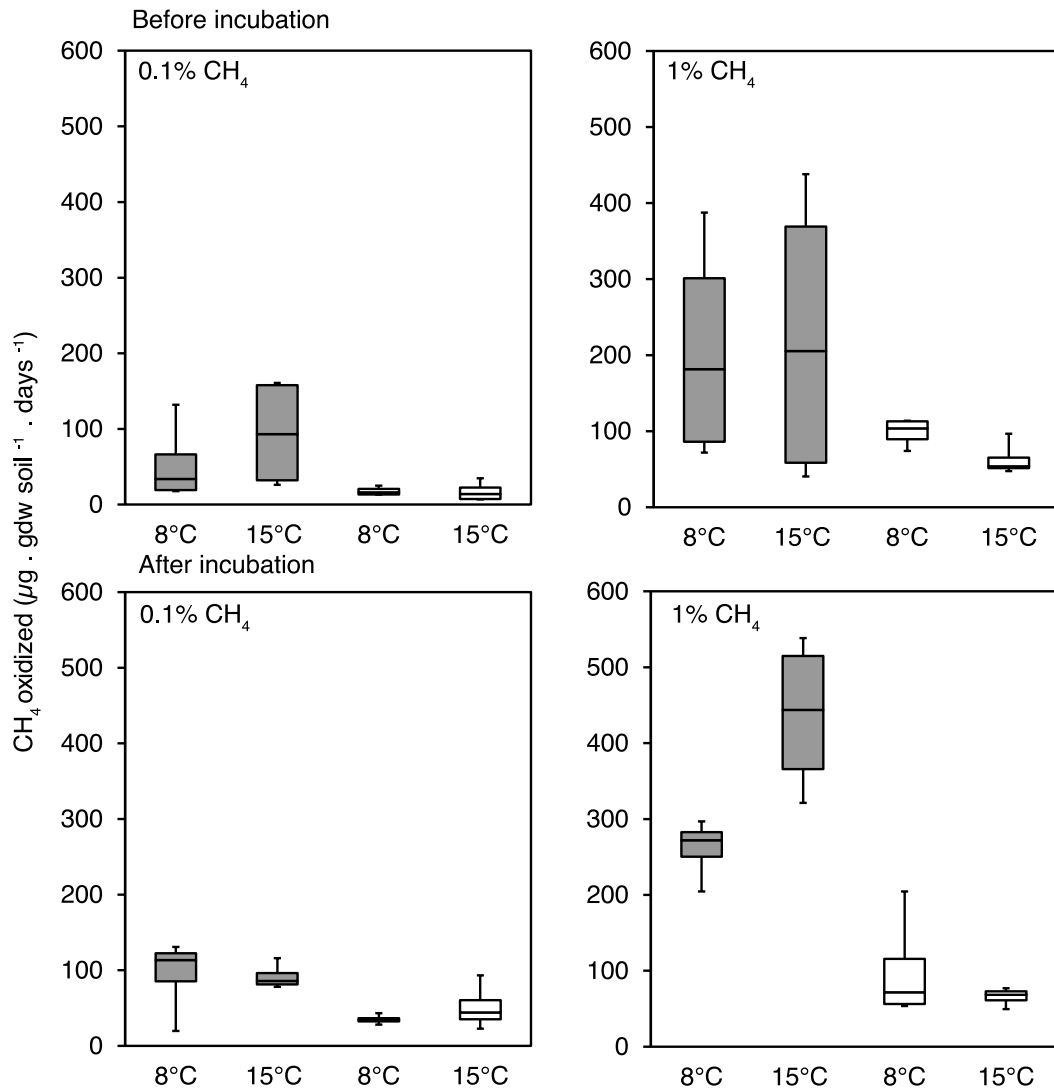 Before incubation
0.1% CH₄
600
500
400
300
200
100
0
8°C 15°C 8°C 15°C
1% CH₄
600
500
400
300
200
100
0
8°C 15°C 8°C 15°C
CH₄ oxidized (µg . gdw soil ⁻¹ . days ⁻¹)
After incubation
0.1% CH₄
600
500
400
300
200
100
0
8°C 15°C 8°C 15°C
1% CH₄
600
500
400
300
200
100
0
8°C 15°C 8°C 15°C